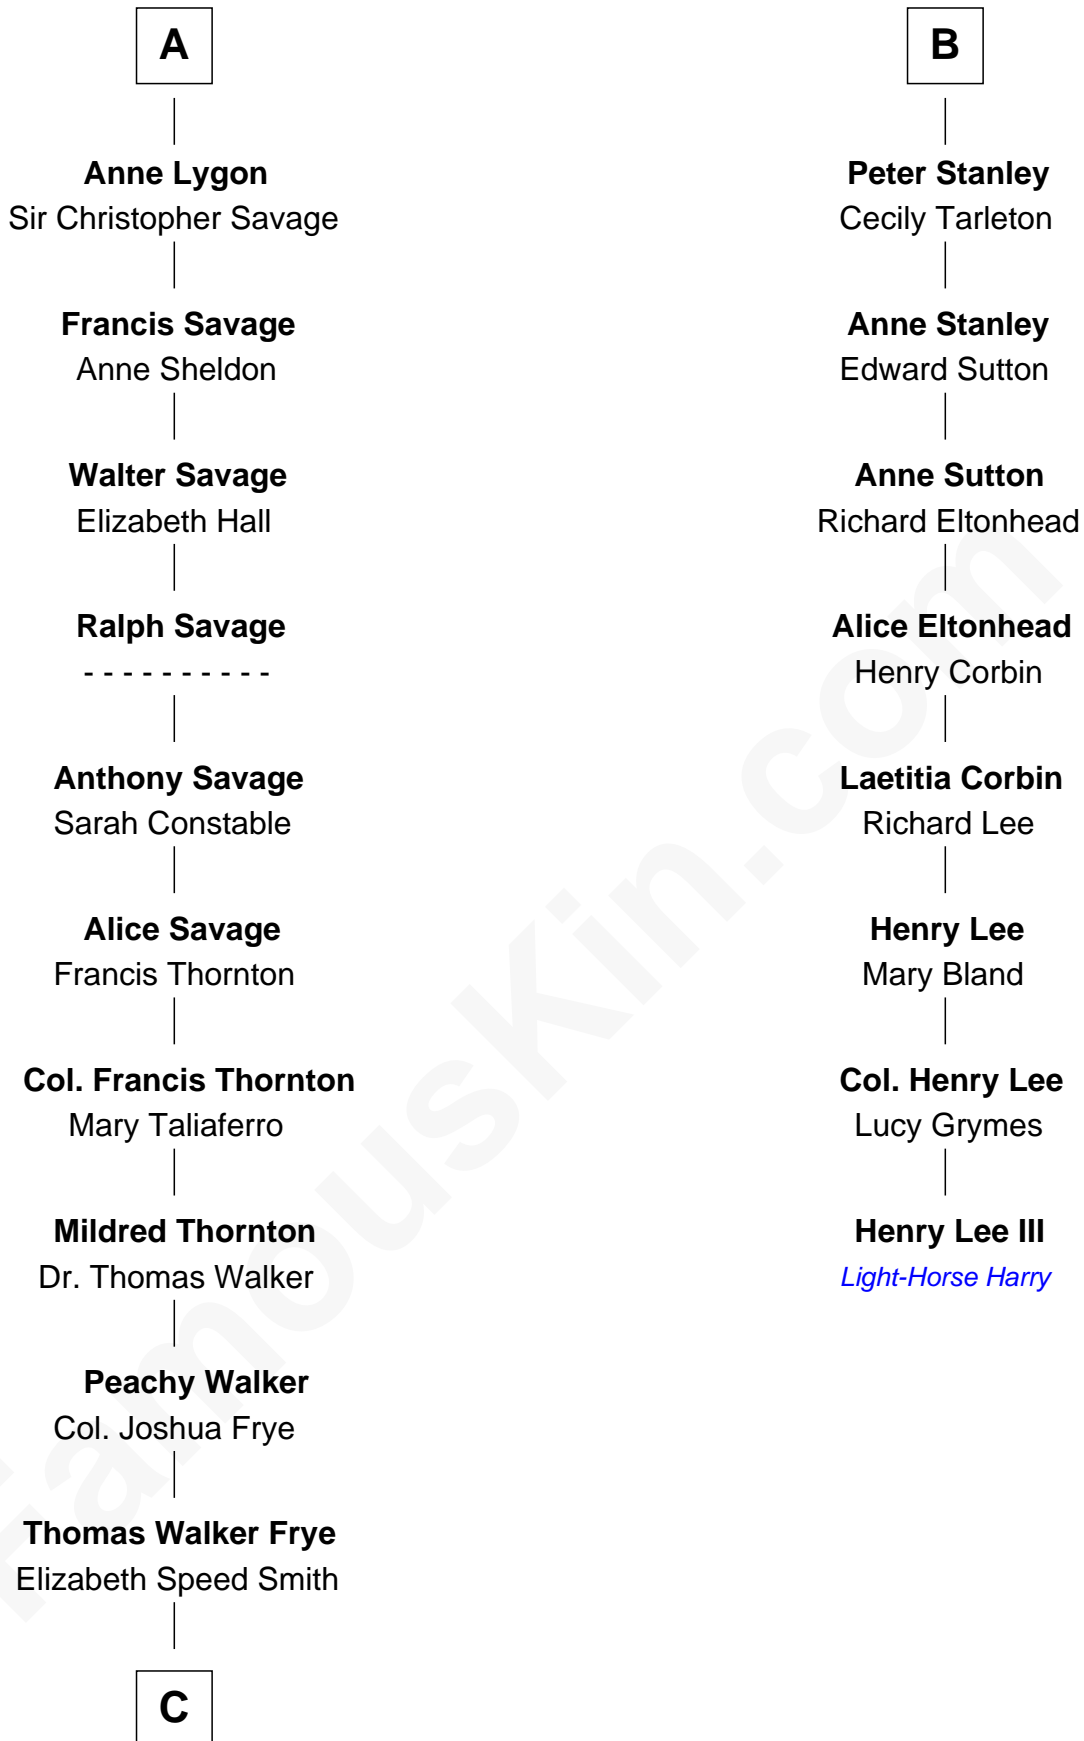 A
Anne Lygon
Sir Christopher Savage
Francis Savage
Anne Sheldon
Walter Savage
Elizabeth Hall
Ralph Savage
- - - - - - - - - -
Anthony Savage
Sarah Constable
Alice Savage
Francis Thornton
Col. Francis Thornton
Mary Taliaferro
Mildred Thornton
Dr. Thomas Walker
Peachy Walker
Col. Joshua Frye
Thomas Walker Frye
Elizabeth Speed Smith
C
B
Peter Stanley
Cecily Tarleton
Anne Stanley
Edward Sutton
Anne Sutton
Richard Eltonhead
Alice Eltonhead
Henry Corbin
Laetitia Corbin
Richard Lee
Henry Lee
Mary Bland
Col. Henry Lee
Lucy Grymes
Henry Lee III
Light-Horse Harry
FamousKin.com